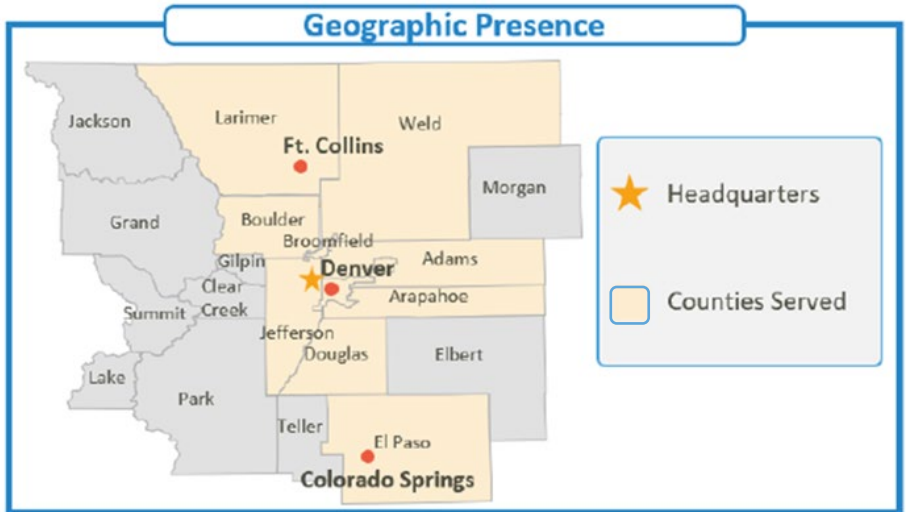 Geographic Presence
Jackson
Larimer
Weld
Ft. Collins
Morgan
Grand
Boulder
Broomfield
Gilpin
Denver
Adams
Clear
Creek
Arapahoe
Summit
Jefferson
Douglas
Elbert
Lake
Park
Teller
El Paso
Colorado Springs
Headquarters
Counties Served